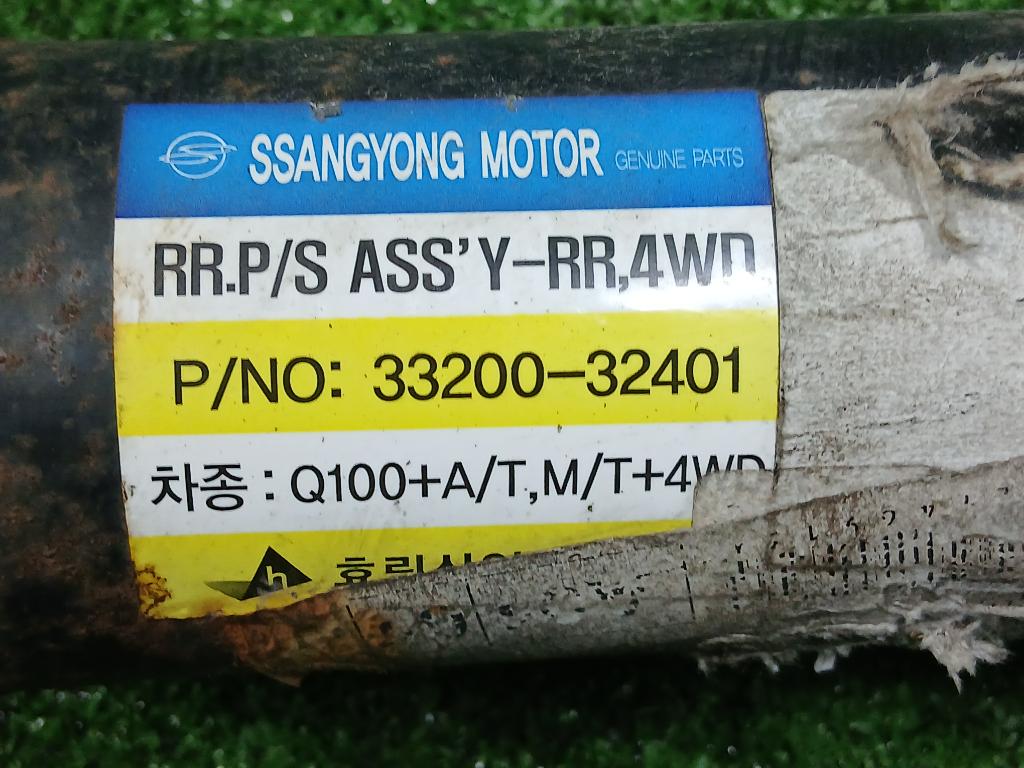 SSANGYONG MOTOR GENUINE PARTS
RR.P/S ASS'Y-RR,4WD
P/NO: 33200-32401
차종 : Q100+A/T,M/T+4WD
h